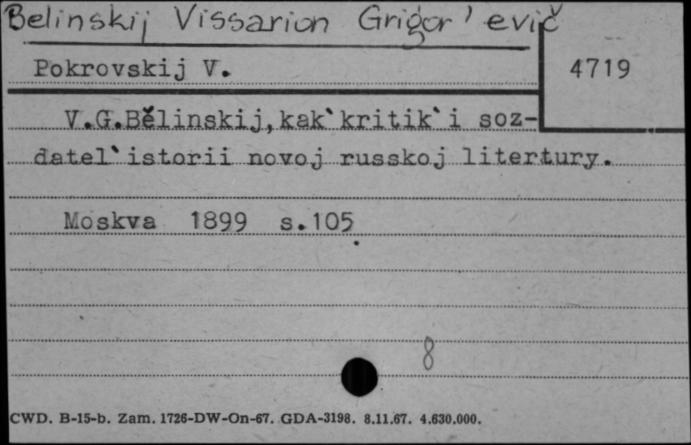 Belinskij Vissarion Grigor'evič
Pokrovskij V.
4719
V.G.Bělinskij,kak`kritik`i soz-
datel`istorii novoj russkoj litertury.
Moskva 1899 s.105
8
CWD. B-15-b. Zam. 1726-DW-On-67. GDA-3198. 8.11.67. 4.630.000.